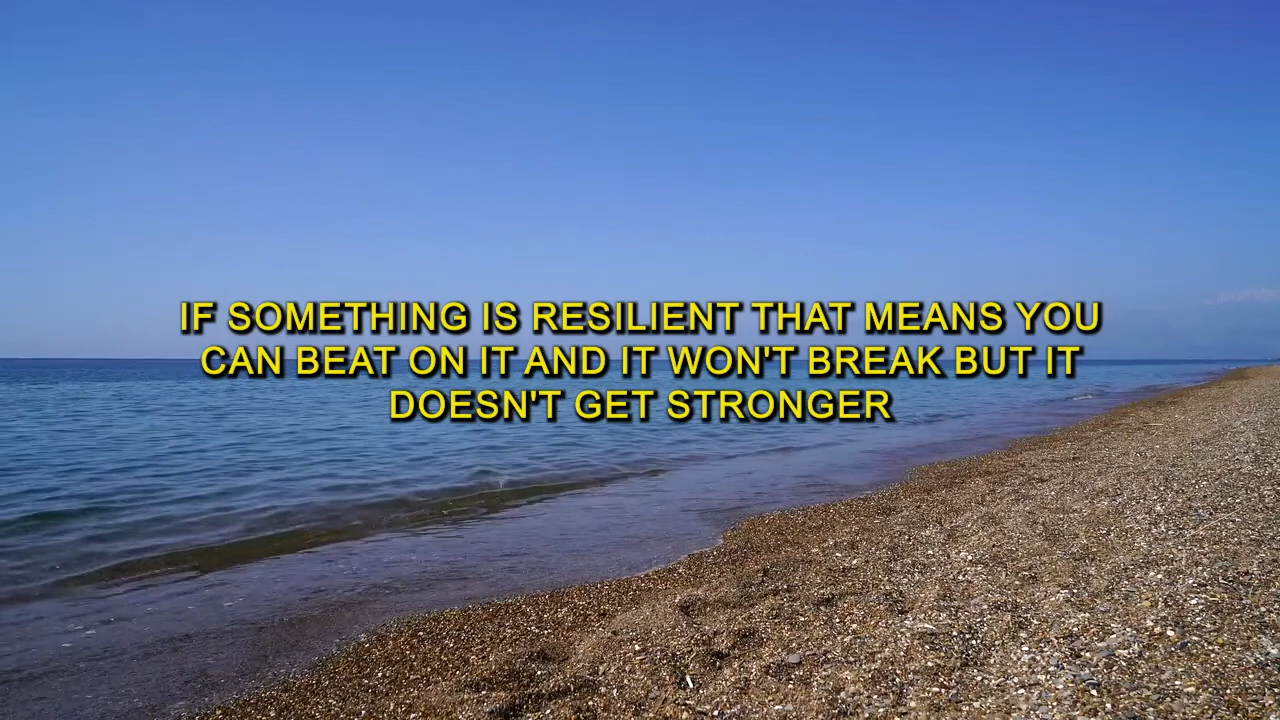 IF SOMETHING IS RESILIENT THAT MEANS YOU
CAN BEAT ON IT AND IT WON'T BREAK BUT IT
DOESN'T GET STRONGER